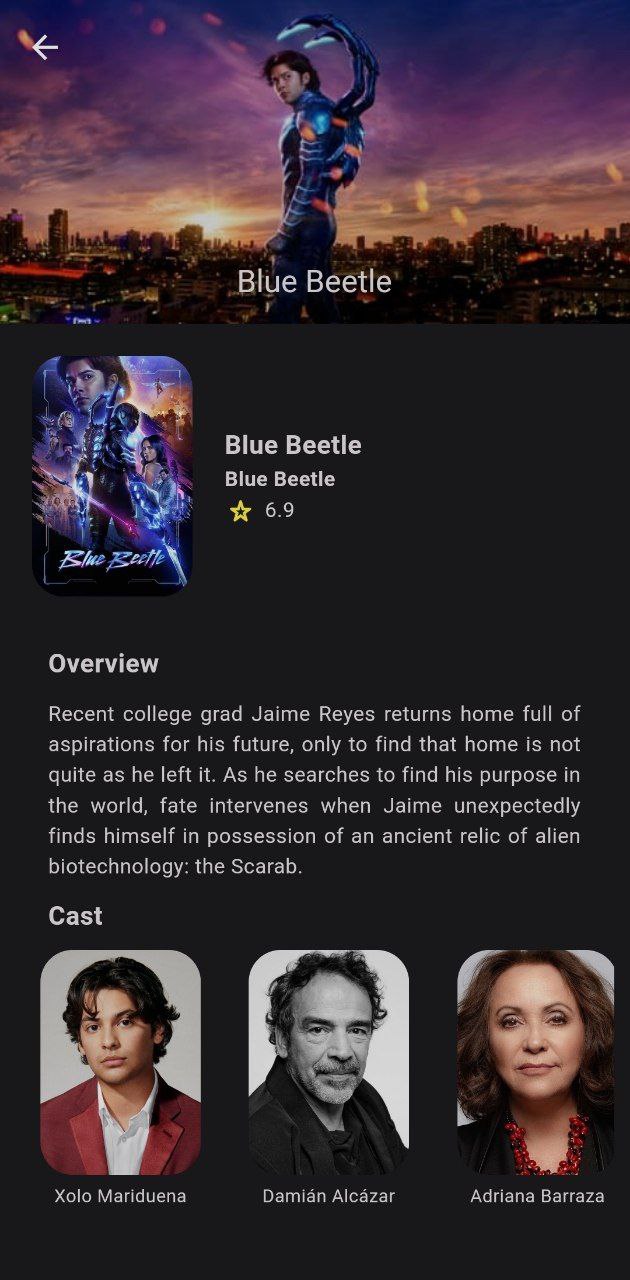 Blue Beetle
Blue Beetle
Blue Beetle
Blue Beetle
6.9
Overview
Recent college grad Jaime Reyes returns home full of
aspirations for his future, only to find that home is not
quite as he left it. As he searches to find his purpose in
the world, fate intervenes when Jaime unexpectedly
finds himself in possession of an ancient relic of alien
biotechnology: the Scarab.
Cast
Xolo Mariduena
Damián Alcázar
Adriana Barraza